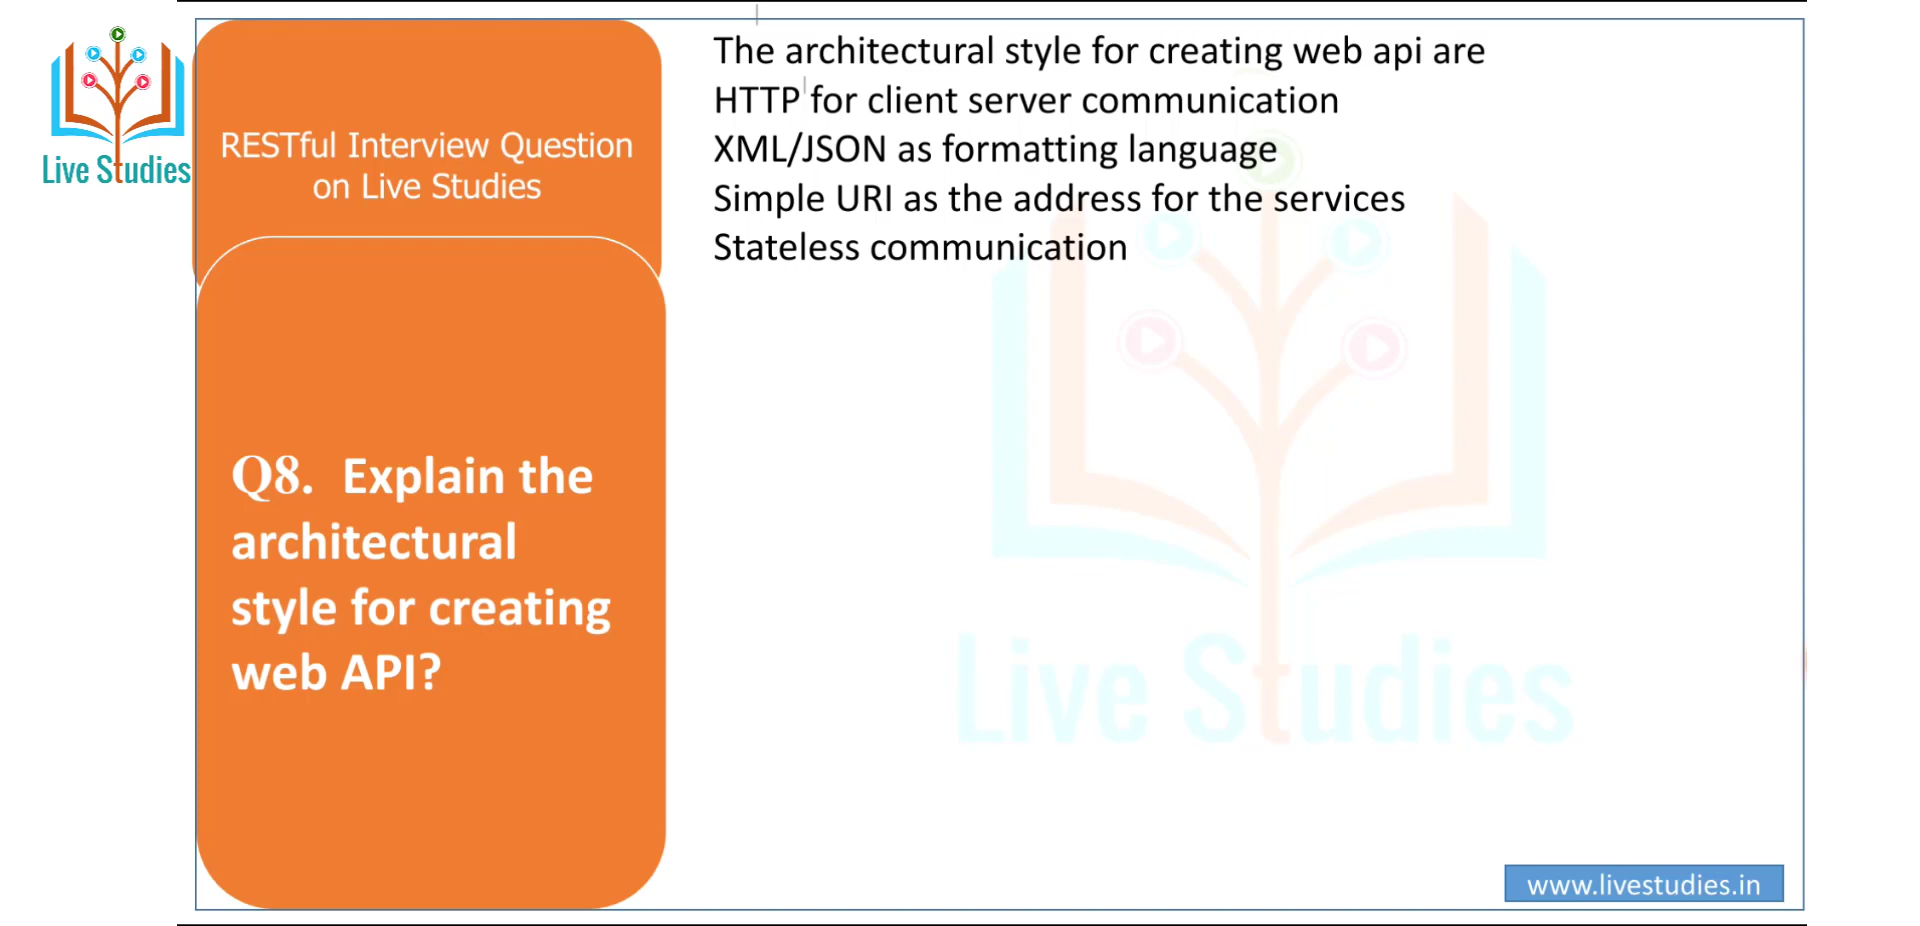 Live Studies
RESTful Interview Question
on Live Studies
Q8. Explain the
architectural
style for creating
web API?
The architectural style for creating web api are
HTTP for client server communication
XML/JSON as formatting language
Simple URI as the address for the services
Stateless communication
Live Studies
www.livestudies.in